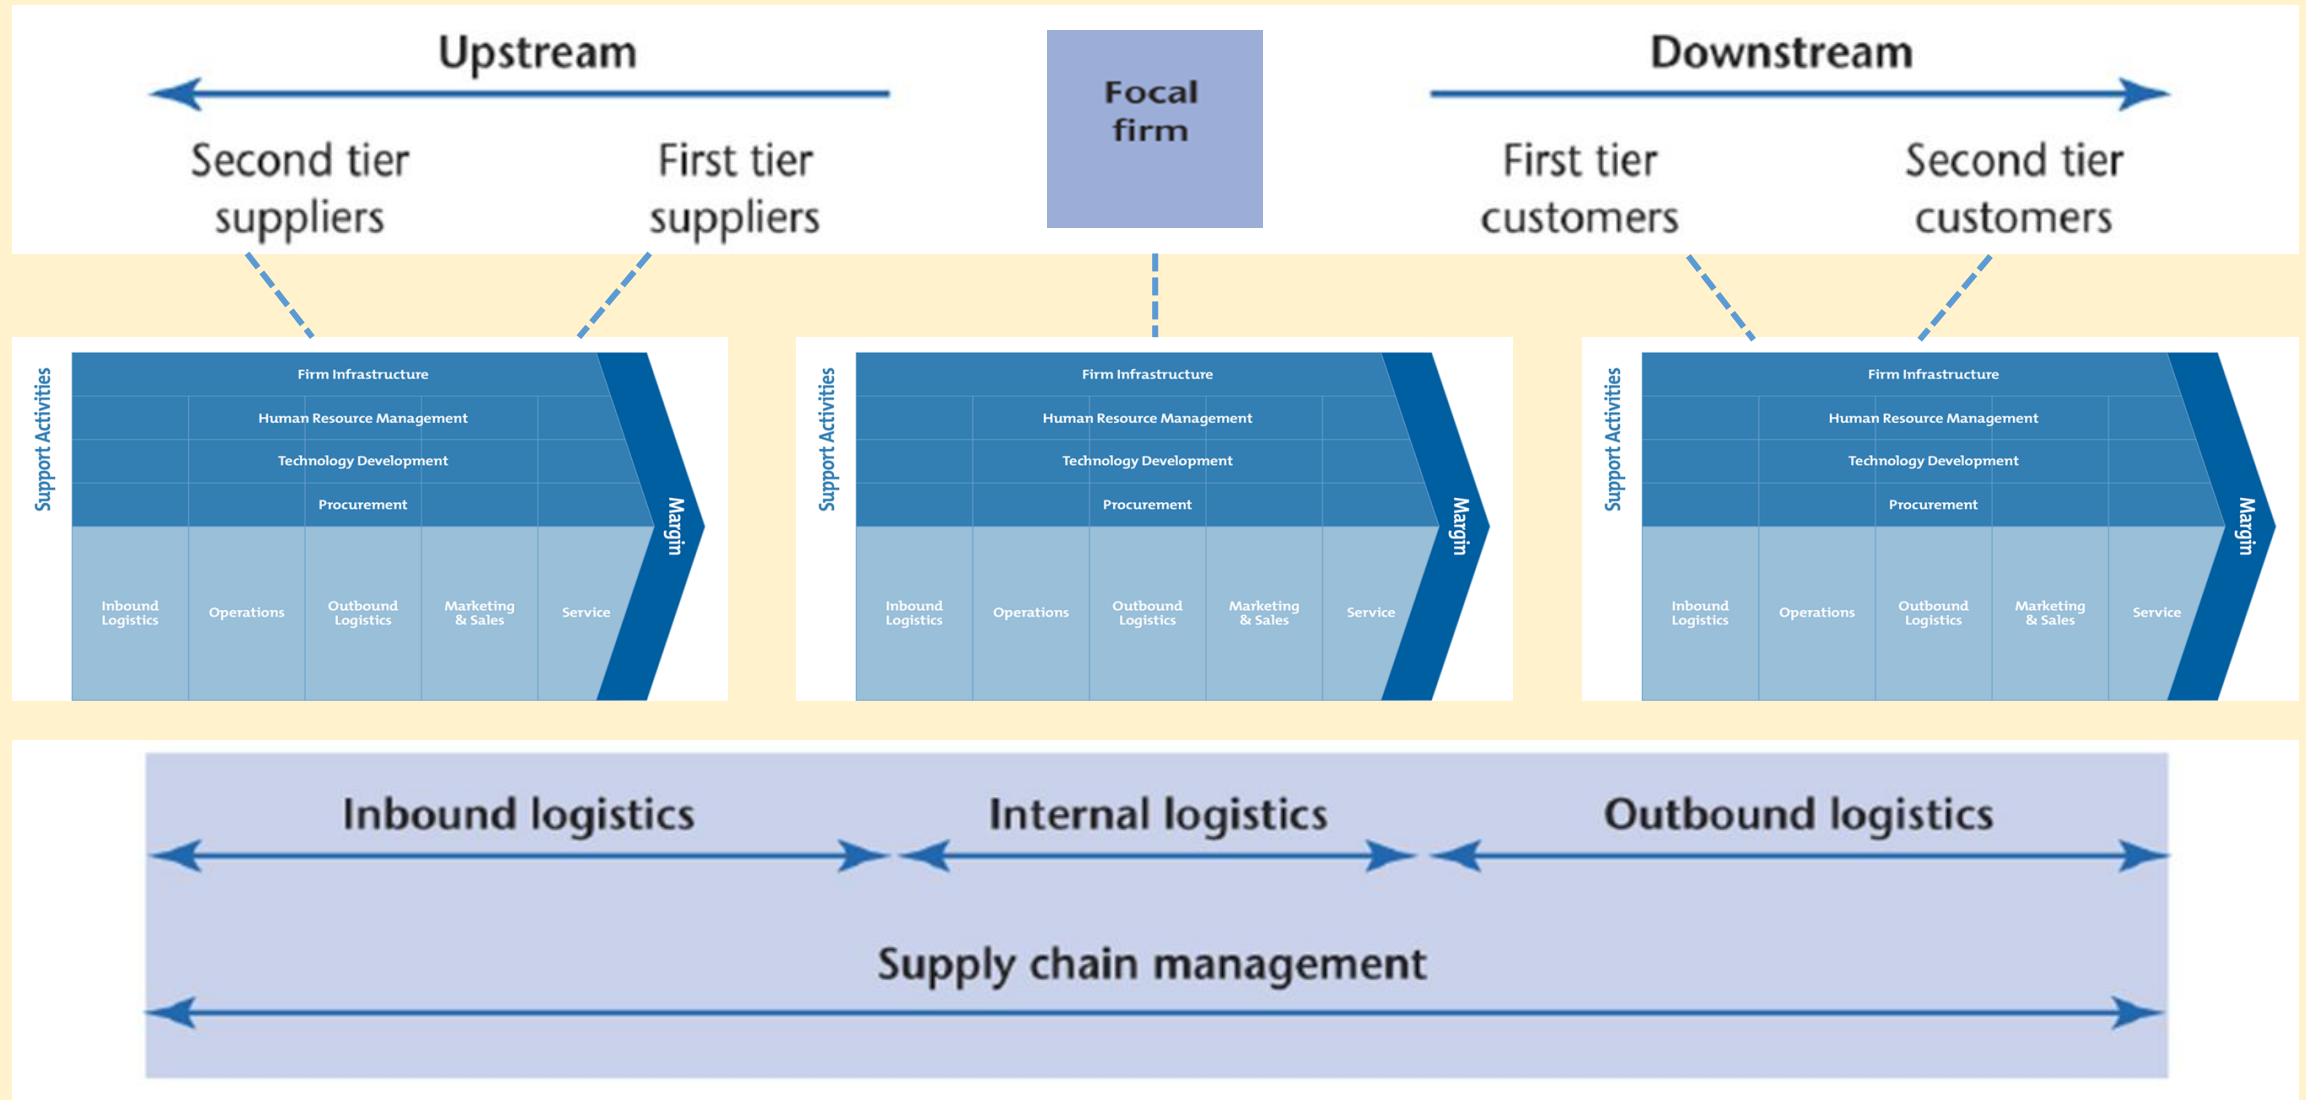 Upstream
Focal
firm
Downstream
Second tier
suppliers
First tier
suppliers
First tier
customers
Second tier
customers
Support Activities
Firm Infrastructure
Human Resource Management
Technology Development
Procurement
Inbound
Logistics
Operations
Outbound
Logistics
Marketing
& Sales
Service
Margin
Support Activities
Firm Infrastructure
Human Resource Management
Technology Development
Procurement
Inbound
Logistics
Operations
Outbound
Logistics
Marketing
& Sales
Service
Margin
Support Activities
Firm Infrastructure
Human Resource Management
Technology Development
Procurement
Inbound
Logistics
Operations
Outbound
Logistics
Marketing
& Sales
Service
Margin
Inbound logistics
Internal logistics
Outbound logistics
Supply chain management